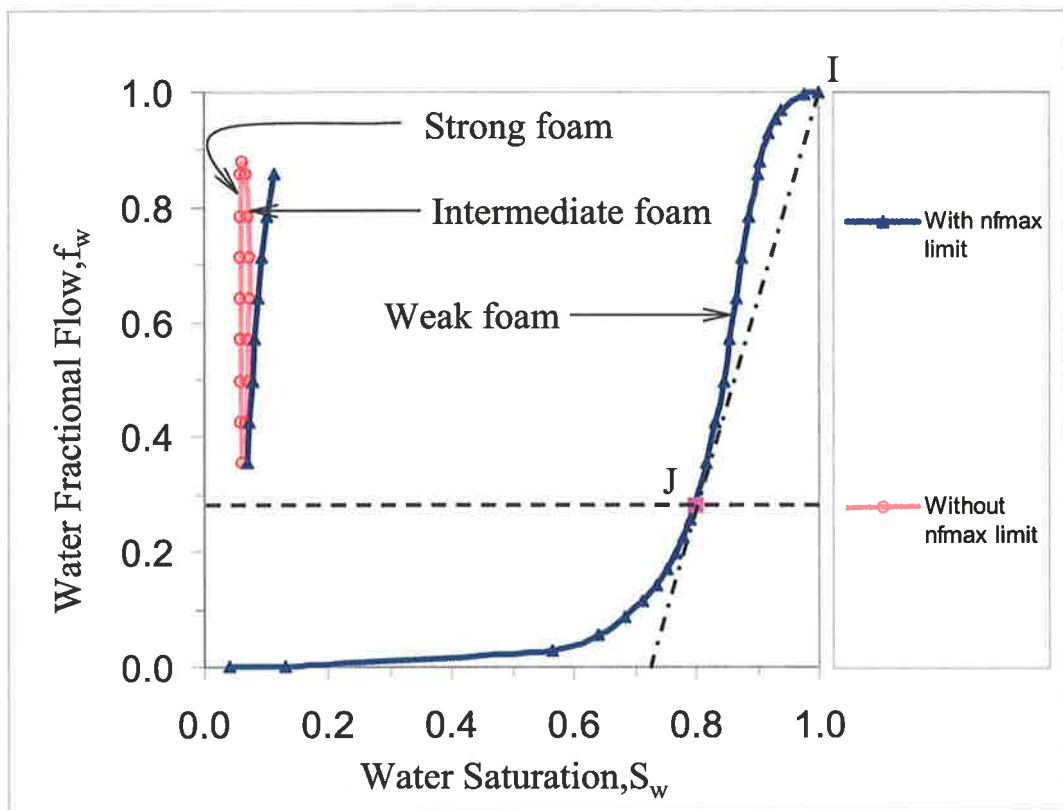 I
1.0
Strong foam
0.8
Intermediate foam
With nfmax
limit
Weak foam
0.6
0.4
J
Without
nfmax limit
0.2
0.0
0.0
0.2
0.4
0.6
0.8
1.0
Water Fractional Flow,f_w
Water Saturation,S_w